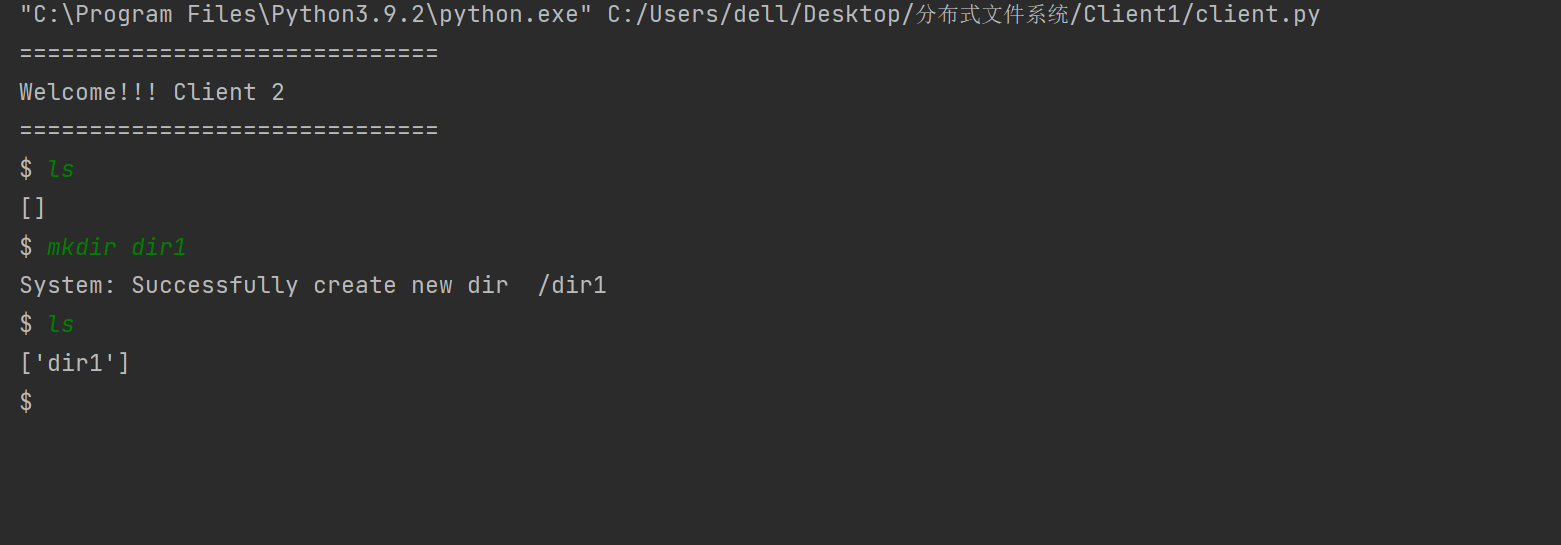 "C:\Program Files\Python3.9.2\python.exe" C:/Users/dell/Desktop/分布式文件系统/Client1/client.py
==============================
Welcome!!! Client 2
==============================
$ ls
[]
$ mkdir dir1
System: Successfully create new dir  /dir1
$ ls
['dir1']
$